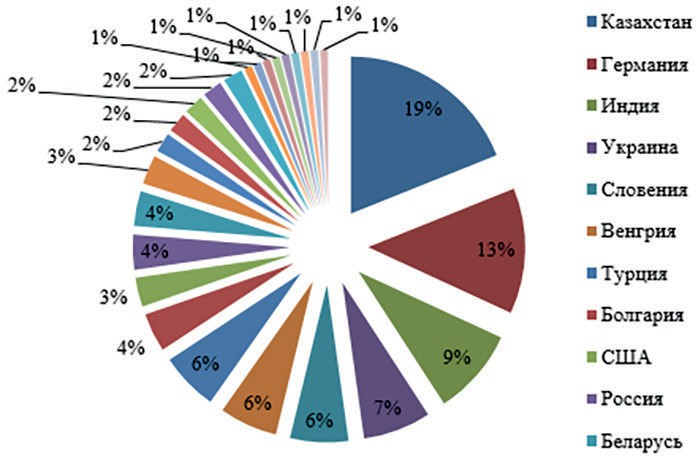 1%
1%
1%
1%
1%
1%
1%
1%
1%
2%
2%
2%
2%
2%
3%
4%
4%
3%
4%
6%
6%
6%
7%
9%
13%
19%
Казахстан
Германия
Индия
Украина
Словения
Венгрия
Турция
Болгария
США
Россия
Беларусь